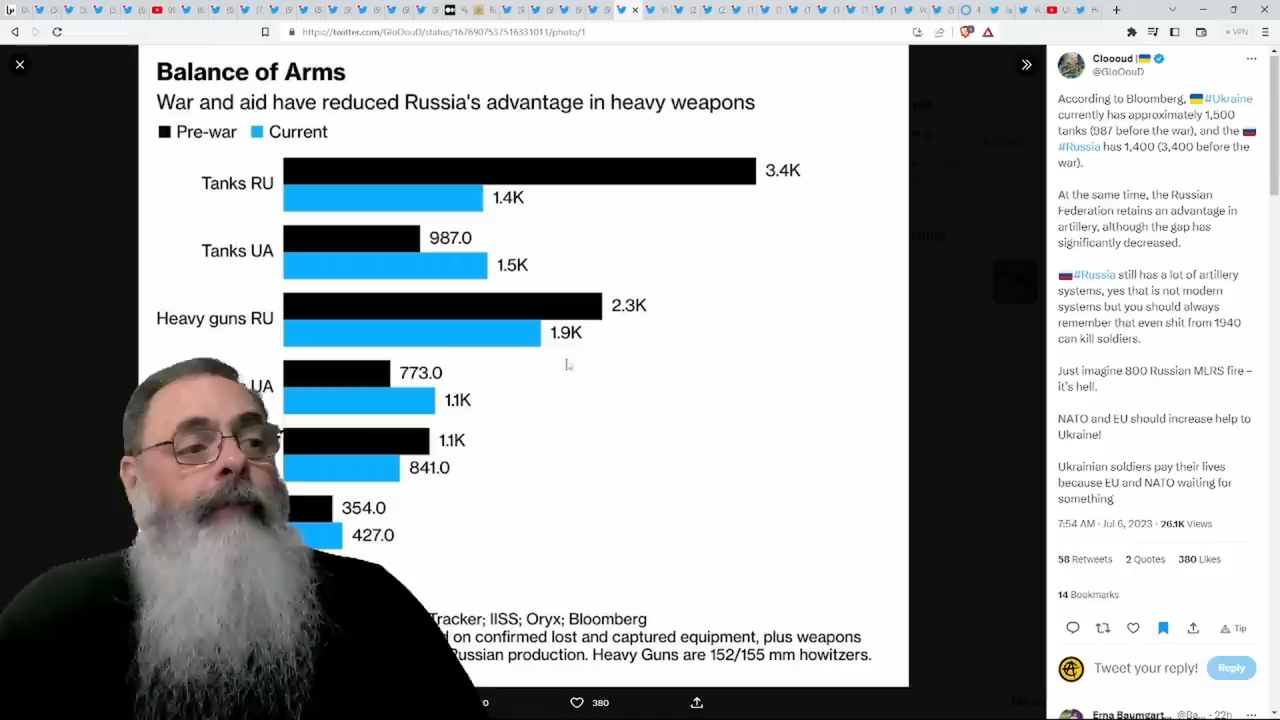 https://twitter.com/GloOouD/status/1676907537516331011/photo/1
VPN
Balance of Arms
War and aid have reduced Russia's advantage in heavy weapons
Pre-war
Current
Tanks RU
3.4K
1.4K
Tanks UA
987.0
1.5K
Heavy guns RU
2.3K
1.9K
UA
773.0
1.1K
1.1K
841.0
354.0
427.0
Tracker; IISS; Oryx; Bloomberg
on confirmed lost and captured equipment, plus weapons
Russian production. Heavy Guns are 152/155 mm howitzers.
380
Cloooud
@GloOouD
According to Bloomberg, #Ukraine
currently has approximately 1,500
tanks (987 before the war), and the
#Russia has 1,400 (3,400 before the
war).
At the same time, the Russian
Federation retains an advantage in
artillery, although the gap has
significantly decreased.
#Russia still has a lot of artillery
systems, yes that is not modern
systems but you should always
remember that even shit from 1940
can kill soldiers.
Just imagine 800 Russian MLRS fire –
it's hell.
NATO and EU should increase help to
Ukraine!
Ukrainian soldiers pay their lives
because EU and NATO waiting for
something
7:54 AM · Jul 6, 2023 · 26.1K Views
58 Retweets 2 Quotes 380 Likes
14 Bookmarks
Tip
Tweet your reply!
Reply
Erna Baumgart... @Ba... · 22h